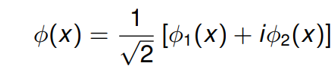 ϕ(x) = 1/√2 [ϕ₁(x) + iϕ₂(x)]